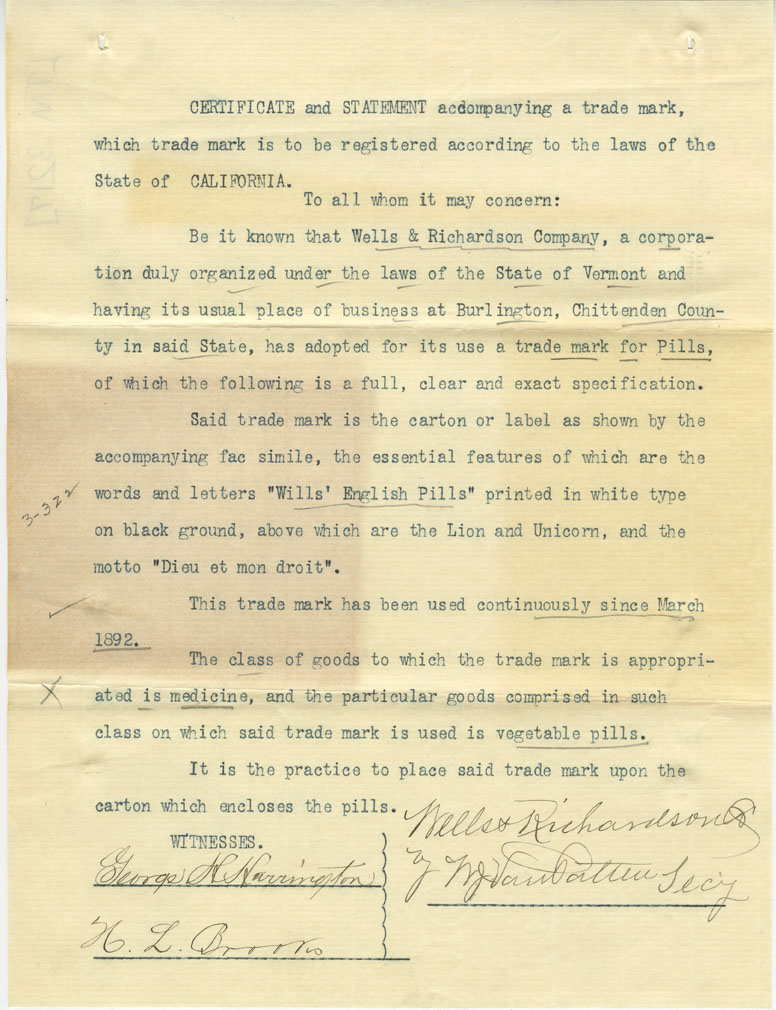 CERTIFICATE and STATEMENT acdompanying a trade mark,
which trade mark is to be registered according to the laws of the
State of CALIFORNIA.
To all whom it may concern:
Be it known that Wells & Richardson Company, a corpora-
tion duly organized under the laws of the State of Vermont and
having its usual place of business at Burlington, Chittenden Coun-
ty in said State, has adopted for its use a trade mark for Pills,
of which the following is a full, clear and exact specification.
Said trade mark is the carton or label as shown by the
accompanying fac simile, the essential features of which are the
words and letters "Wills' English Pills" printed in white type
3-322
on black ground, above which are the Lion and Unicorn, and the
motto "Dieu et mon droit".
This trade mark has been used continuously since March
1892.
The class of goods to which the trade mark is appropri-
X
ated is medicine, and the particular goods comprised in such
class on which said trade mark is used is vegetable pills.
It is the practice to place said trade mark upon the
carton which encloses the pills.
Wells & Richardson Co
WITNESSES.
George H Harrington
W J Van Patten Secy
H. L. Brooks